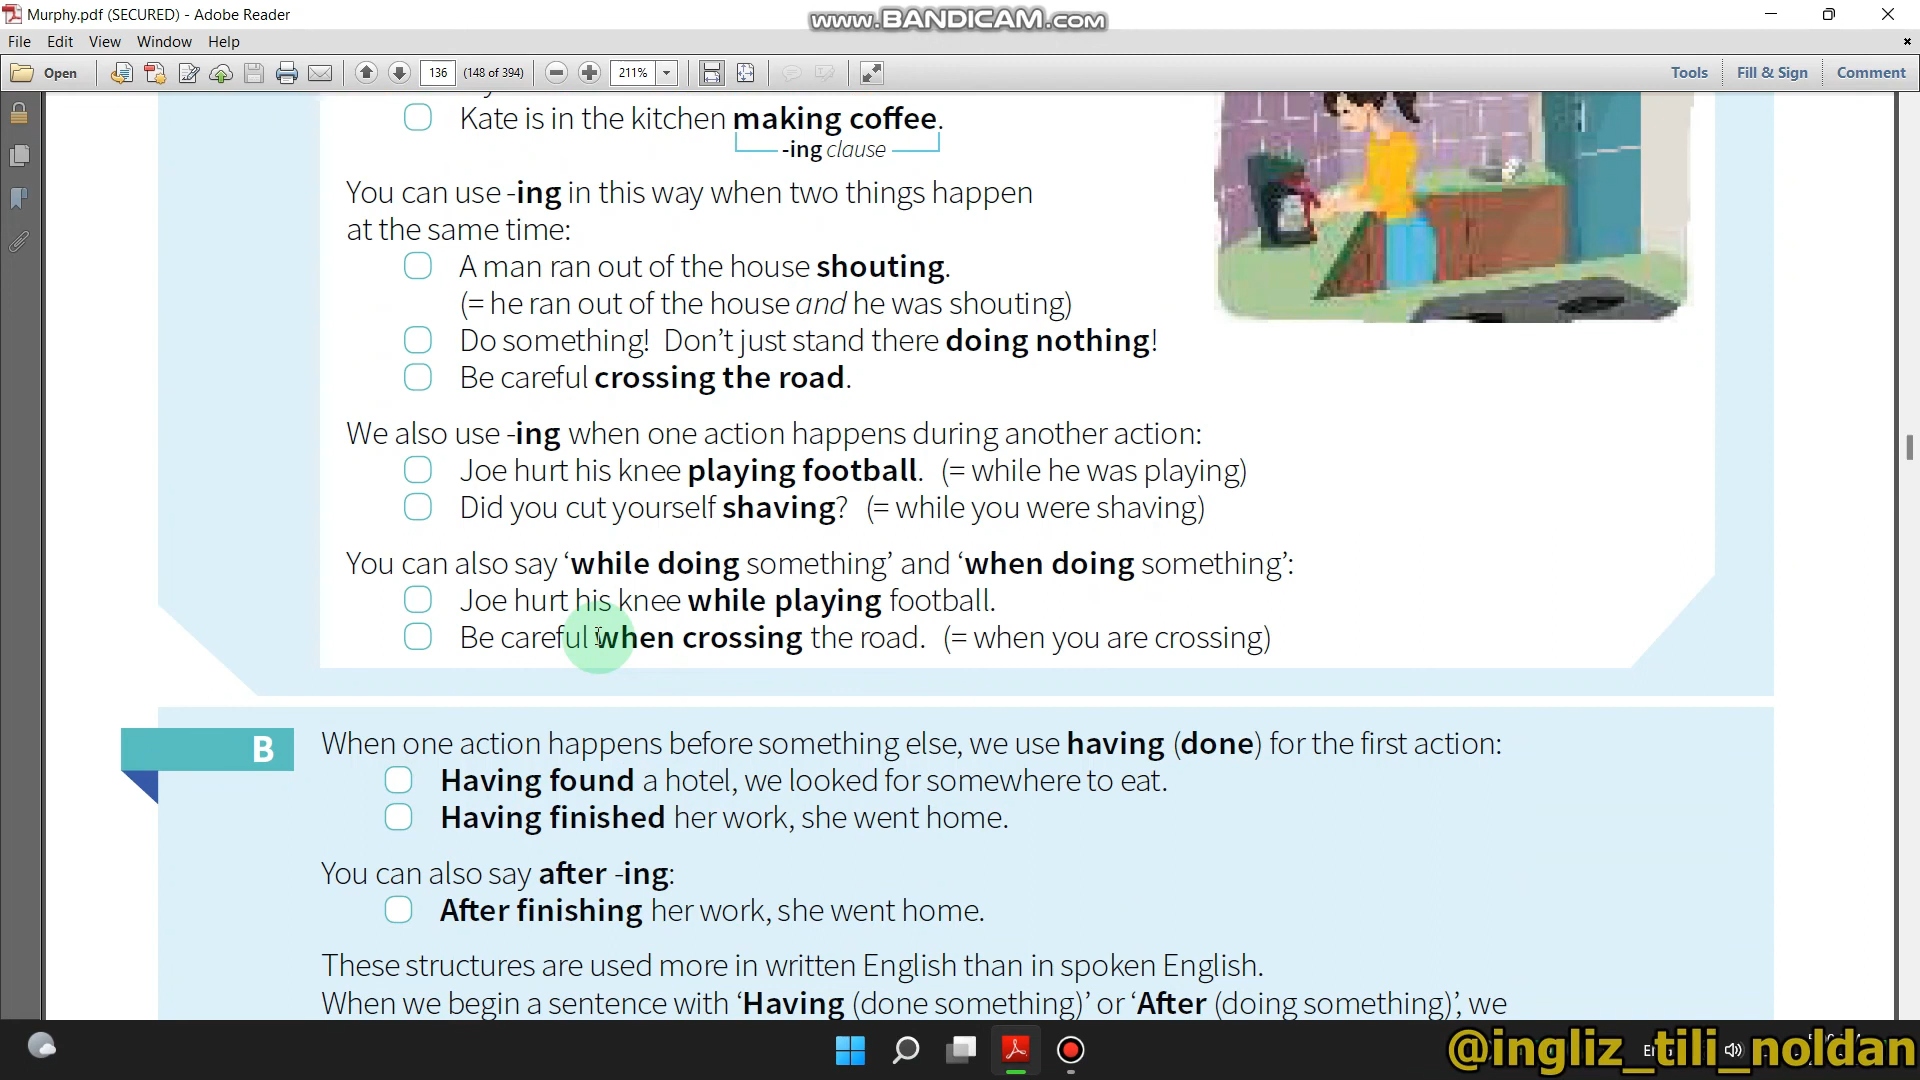 Murphy.pdf (SECURED) - Adobe Reader
www.BANDICAM.com
File Edit View Window Help
Open 136 (148 of 394) 211% Tools Fill & Sign Comment
Kate is in the kitchen making coffee.
-ing clause
You can use -ing in this way when two things happen
at the same time:
A man ran out of the house shouting.
(= he ran out of the house and he was shouting)
Do something! Don’t just stand there doing nothing!
Be careful crossing the road.
We also use -ing when one action happens during another action:
Joe hurt his knee playing football. (= while he was playing)
Did you cut yourself shaving? (= while you were shaving)
You can also say ‘while doing something’ and ‘when doing something’:
Joe hurt his knee while playing football.
Be careful when crossing the road. (= when you are crossing)
B
When one action happens before something else, we use having (done) for the first action:
Having found a hotel, we looked for somewhere to eat.
Having finished her work, she went home.
You can also say after -ing:
After finishing her work, she went home.
These structures are used more in written English than in spoken English.
When we begin a sentence with ‘Having (done something)’ or ‘After (doing something)’, we
@ingliz_tili_noldan